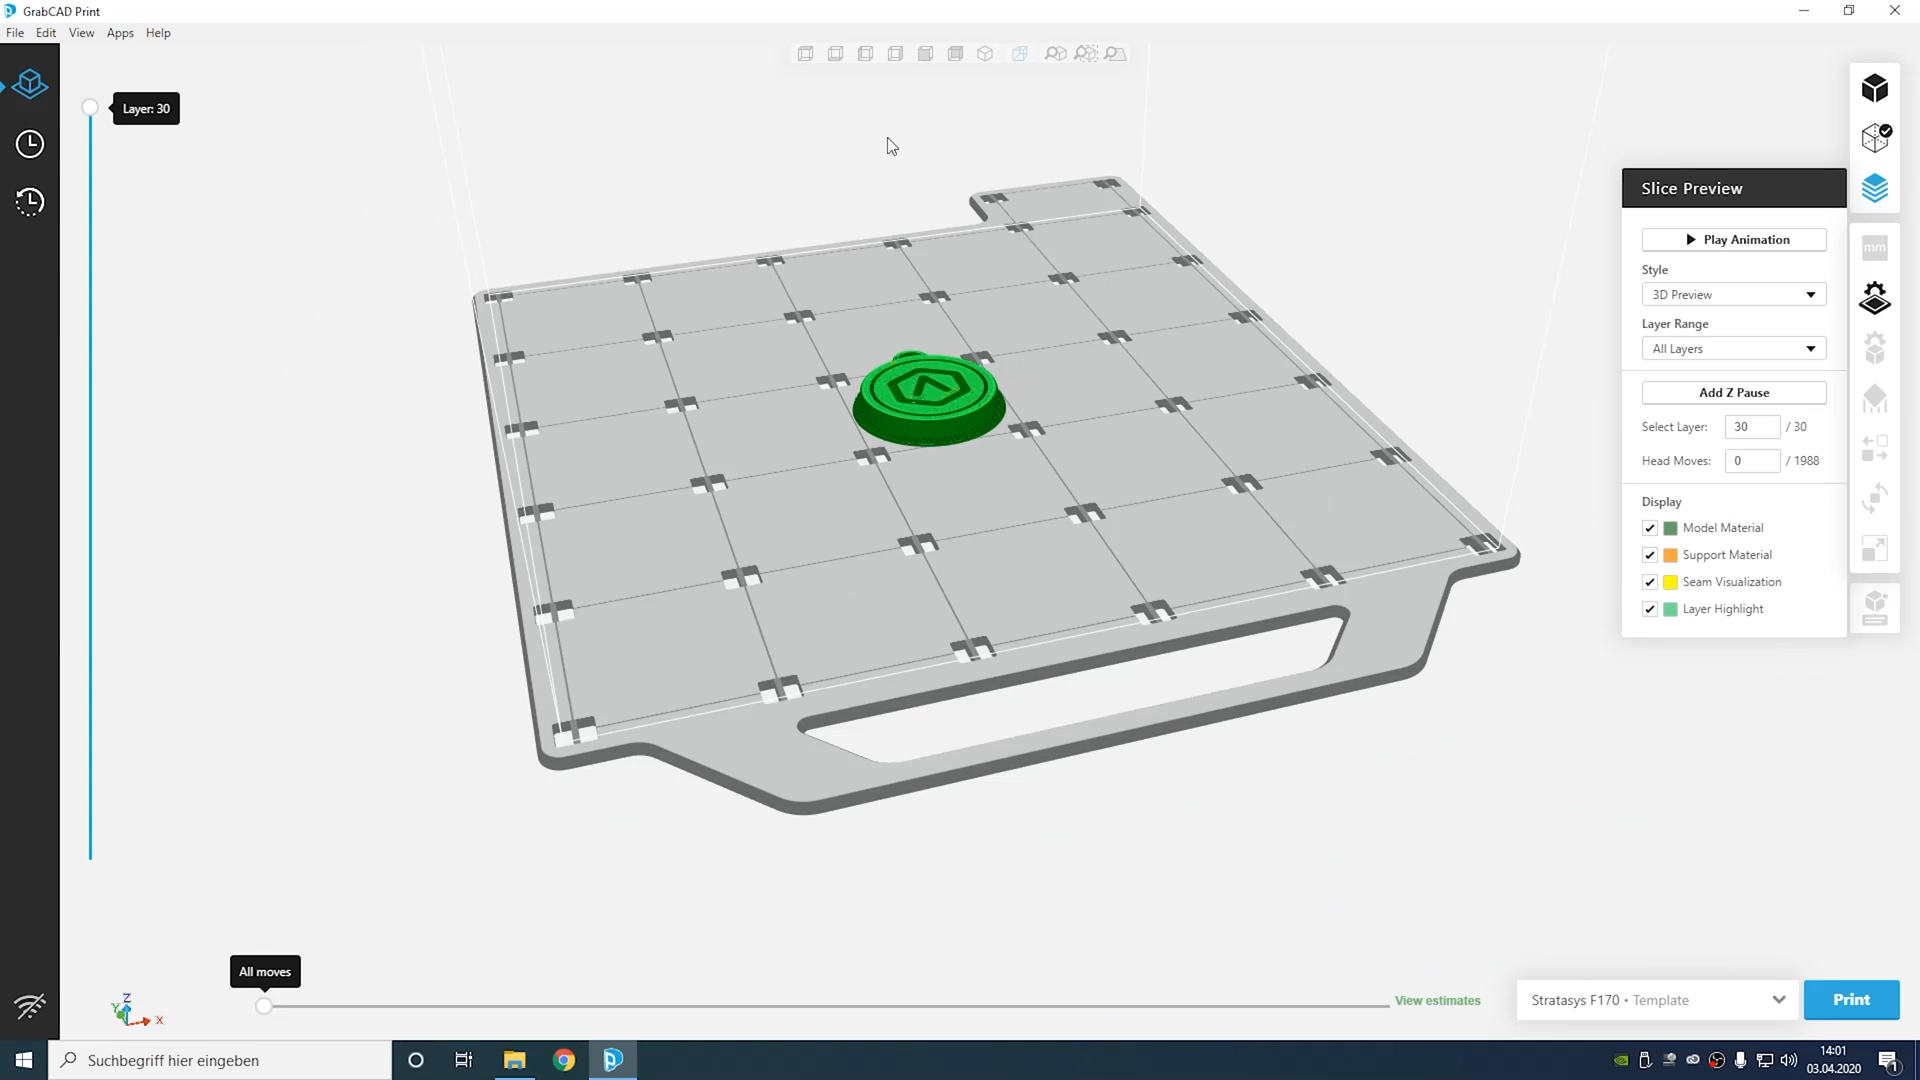 GrabCAD Print
File Edit View Apps Help
Layer: 30
Slice Preview
Play Animation
Style
3D Preview
Layer Range
All Layers
Add Z Pause
Select Layer: 30 / 30
Head Moves: 0 / 1988
Display
Model Material
Support Material
Seam Visualization
Layer Highlight
mm
All moves
View estimates
Stratasys F170 • Template
Print
Z
Y
X
Suchbegriff hier eingeben
14:01
03.04.2020
1